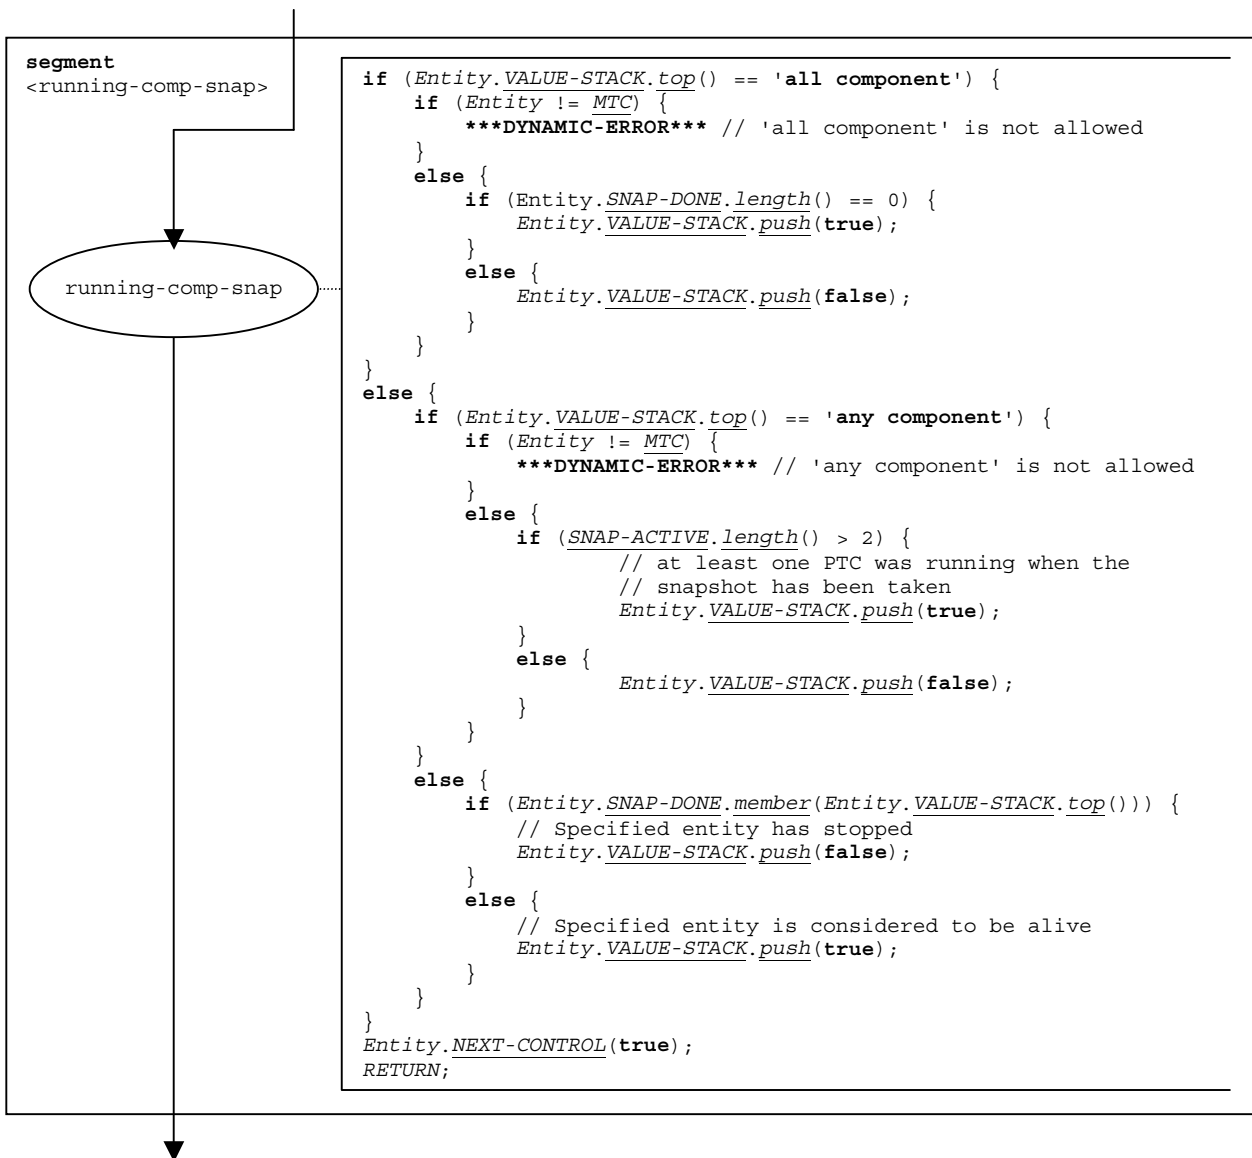 segment
<running-comp-snap>
running-comp-snap
if (Entity.VALUE-STACK.top() == 'all component') {
if (Entity != MTC) {
***DYNAMIC-ERROR*** // 'all component' is not allowed
}
else {
if (Entity.SNAP-DONE.length() == 0) {
Entity.VALUE-STACK.push(true);
}
else {
Entity.VALUE-STACK.push(false);
}
}
}
else {
if (Entity.VALUE-STACK.top() == 'any component') {
if (Entity != MTC) {
***DYNAMIC-ERROR*** // 'any component' is not allowed
}
else {
if (SNAP-ACTIVE.length() > 2) {
// at least one PTC was running when the
// snapshot has been taken
Entity.VALUE-STACK.push(true);
}
else {
Entity.VALUE-STACK.push(false);
}
}
}
else {
if (Entity.SNAP-DONE.member(Entity.VALUE-STACK.top())) {
// Specified entity has stopped
Entity.VALUE-STACK.push(false);
}
else {
// Specified entity is considered to be alive
Entity.VALUE-STACK.push(true);
}
}
}
Entity.NEXT-CONTROL(true);
RETURN;